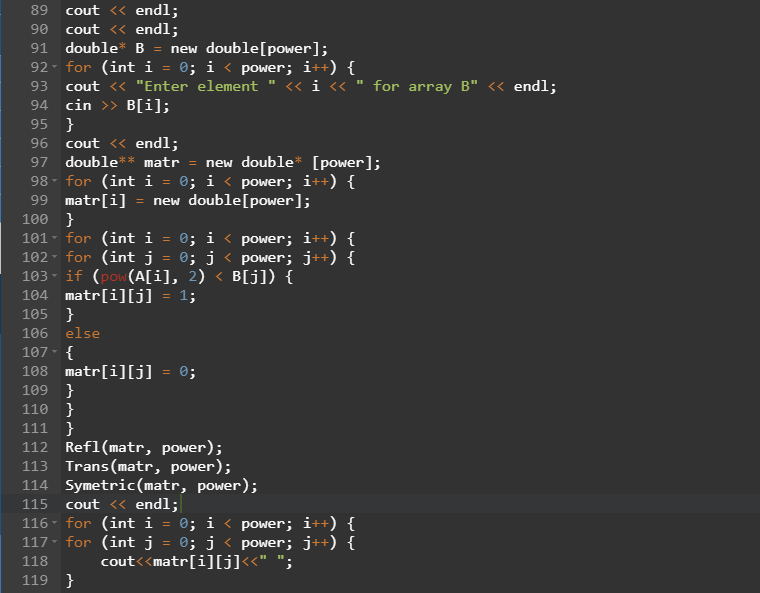 89 cout << endl;
90 cout << endl;
91 double* B = new double[power];
92 for (int i = 0; i < power; i++) {
93 cout << "Enter element " << i << " for array B" << endl;
94 cin >> B[i];
95 }
96 cout << endl;
97 double** matr = new double* [power];
98 for (int i = 0; i < power; i++) {
99 matr[i] = new double[power];
100 }
101 for (int i = 0; i < power; i++) {
102 for (int j = 0; j < power; j++) {
103 if (pow(A[i], 2) < B[j]) {
104 matr[i][j] = 1;
105 }
106 else
107 {
108 matr[i][j] = 0;
109 }
110 }
111 }
112 Refl(matr, power);
113 Trans(matr, power);
114 Symetric(matr, power);
115 cout << endl;
116 for (int i = 0; i < power; i++) {
117 for (int j = 0; j < power; j++) {
118     cout<<matr[i][j]<<" ";
119 }